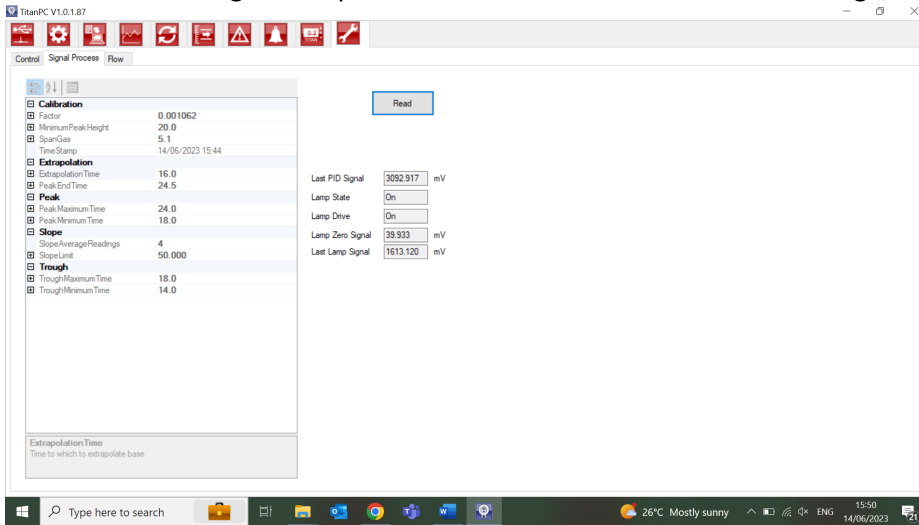 TitanPC V1.0.1.87
0.2
TITAN
Control Signal Process Flow
Read
Calibration
Factor 0.001062
MinimumPeakHeight 20.0
SpanGas 5.1
TimeStamp 14/06/2023 15:44
Extrapolation
ExtrapolationTime 16.0
PeakEndTime 24.5
Peak
PeakMaximumTime 24.0
PeakMinimumTime 18.0
Slope
SlopeAverageReadings 4
SlopeLimit 50.000
Trough
TroughMaximumTime 18.0
TroughMinimumTime 14.0
Last PID Signal 3092.917 mV
Lamp State On
Lamp Drive On
Lamp Zero Signal 39.933 mV
Last Lamp Signal 1613.120 mV
ExtrapolationTime
Time to which to extrapolate base
Type here to search
26°C Mostly sunny
ENG
15:50
14/06/2023
21